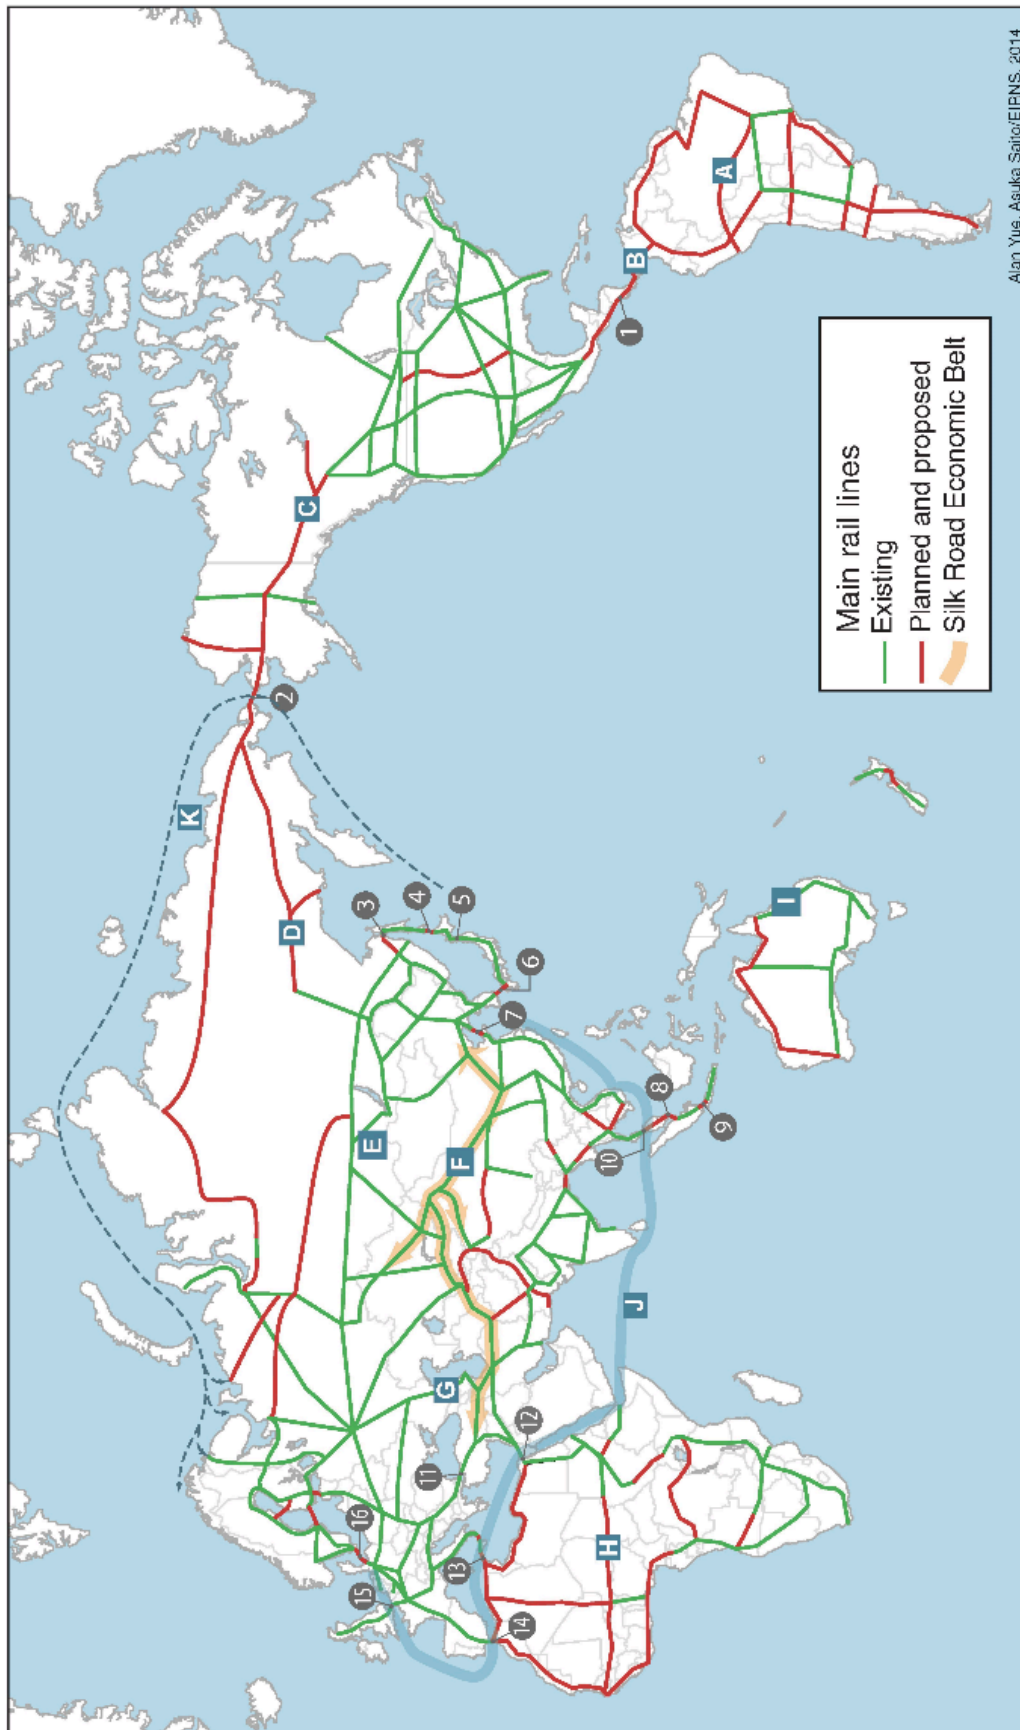 K
C
2
D
3
4
5
E
6
7
F
G
16
15
11
12
13
14
H
J
10
8
9
I
1
B
A
Main rail lines
Existing
Planned and proposed
Silk Road Economic Belt
Alan Yue, Asuka Saito/EIRNS, 2014